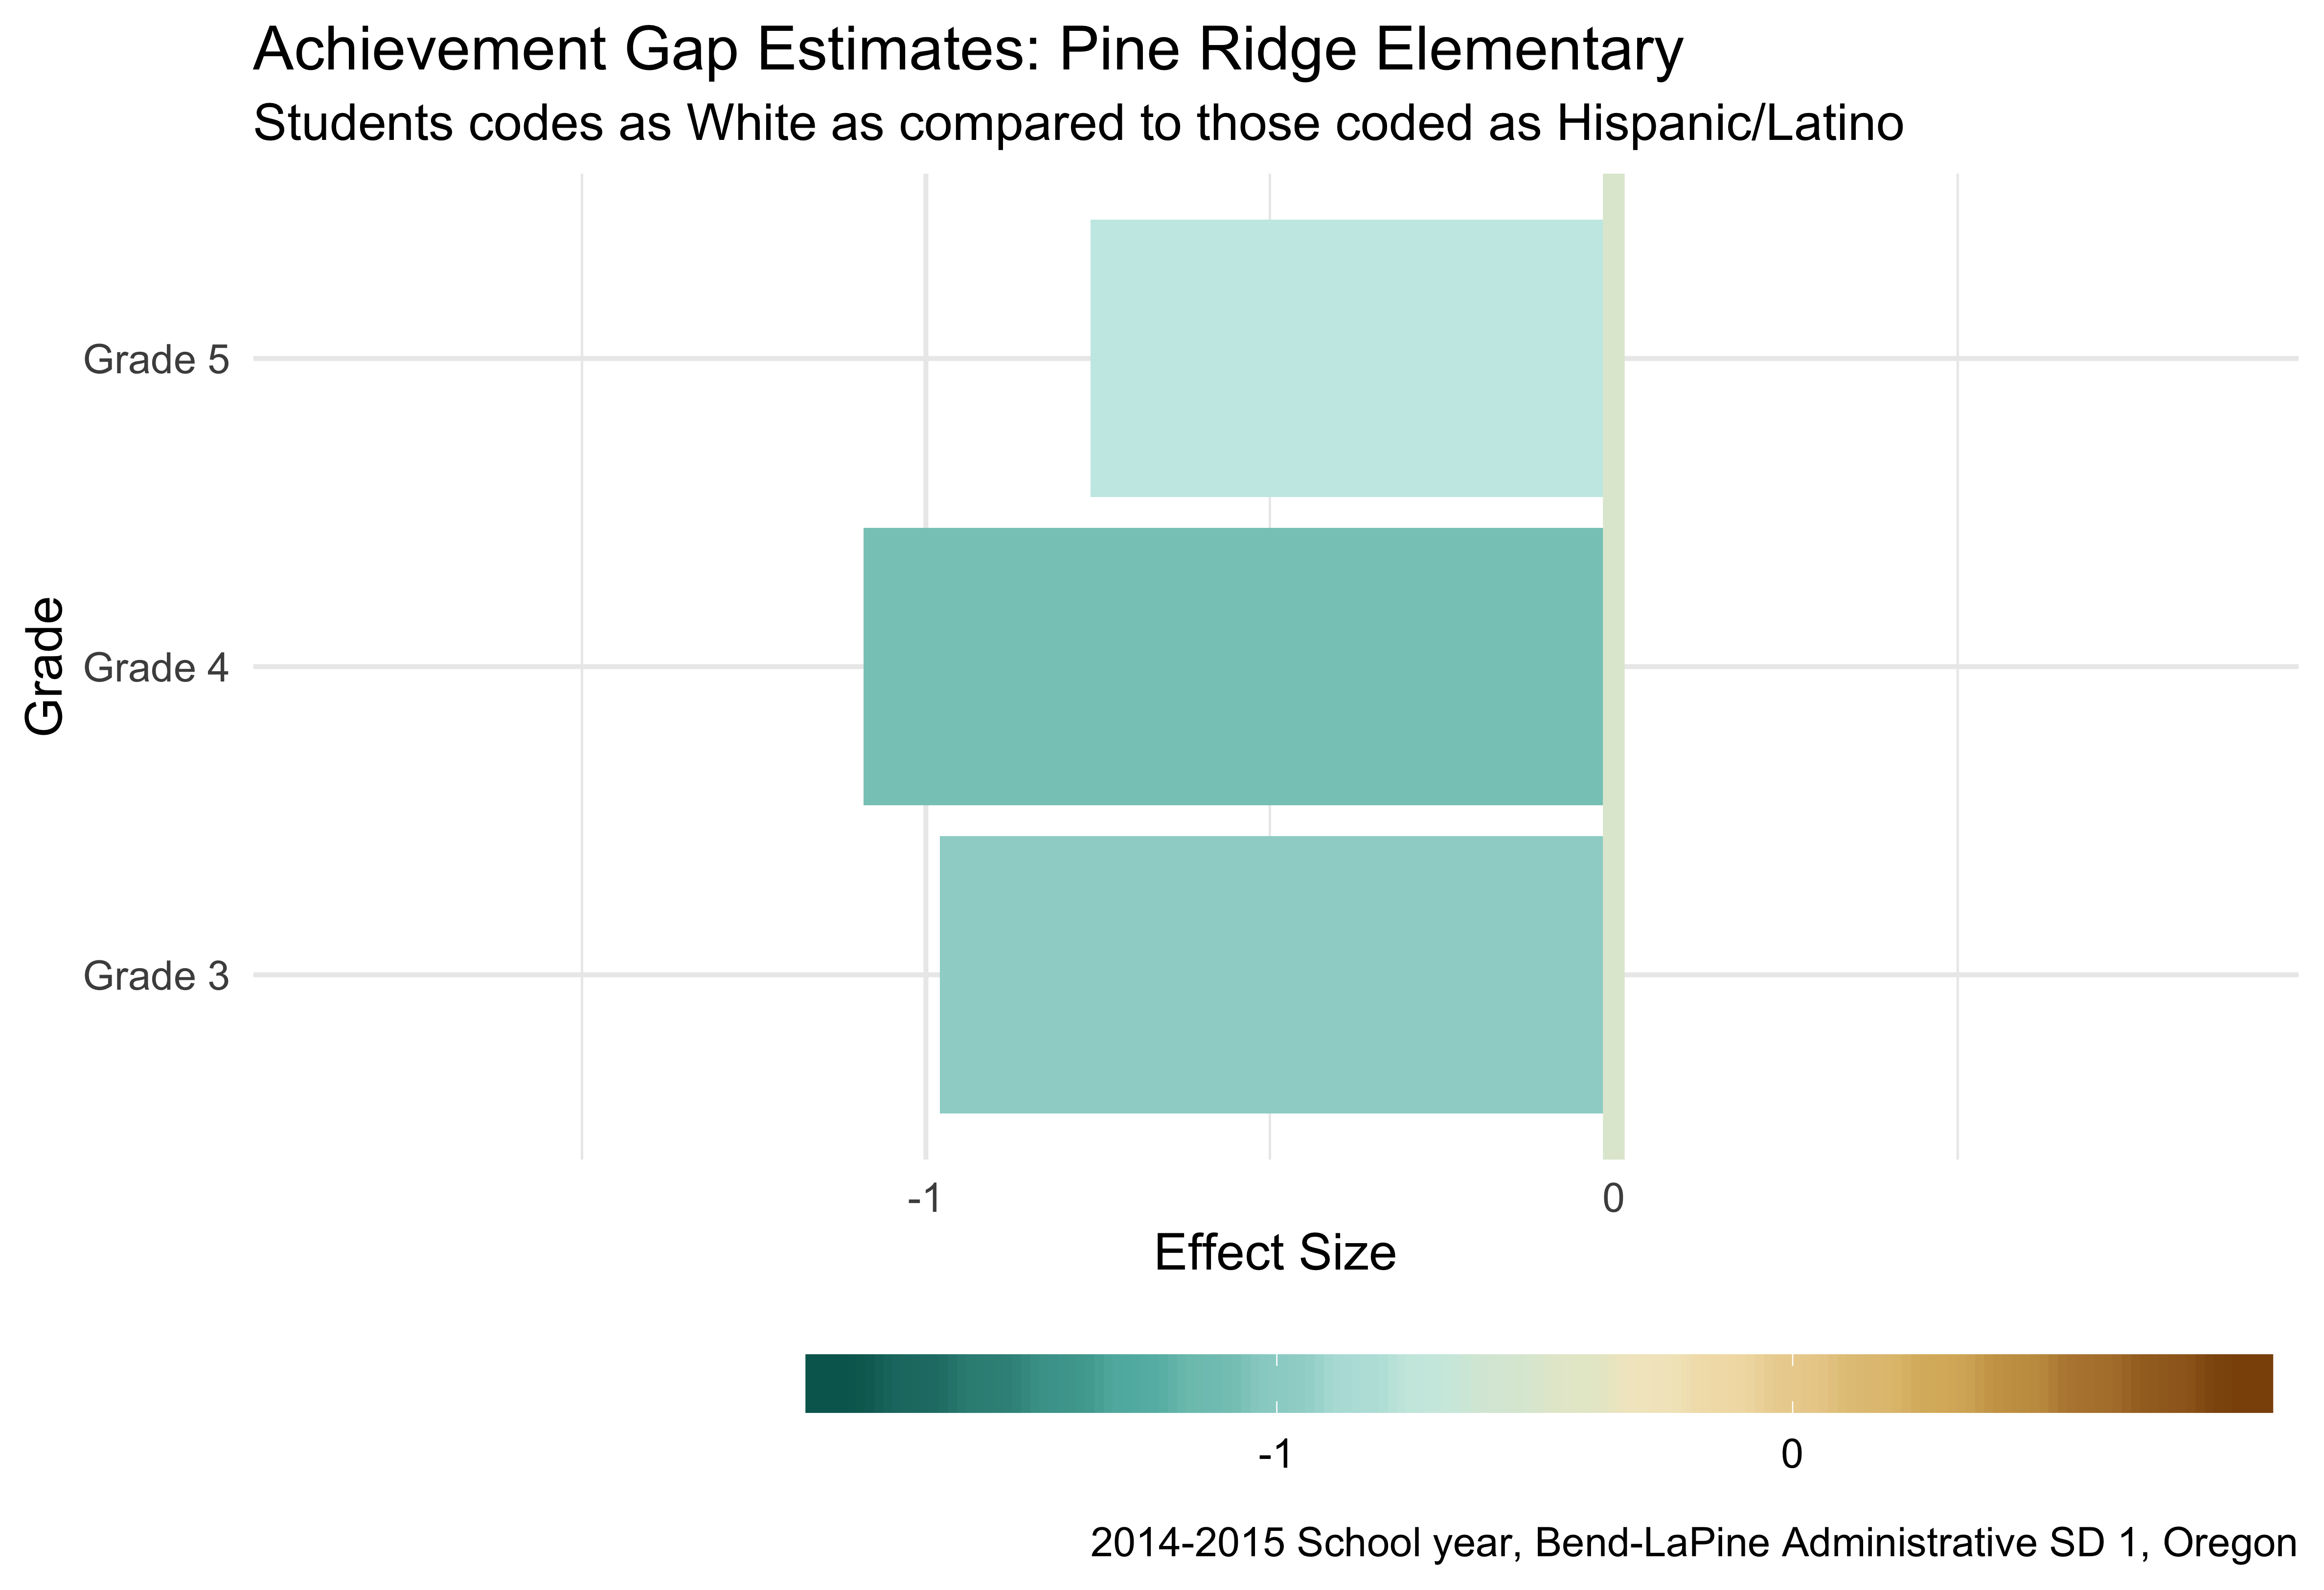 Achievement Gap Estimates: Pine Ridge Elementary
Students codes as White as compared to those coded as Hispanic/Latino
Grade
Grade 5
Grade 4
Grade 3
-1 0
Effect Size
-1 0
2014-2015 School year, Bend-LaPine Administrative SD 1, Oregon